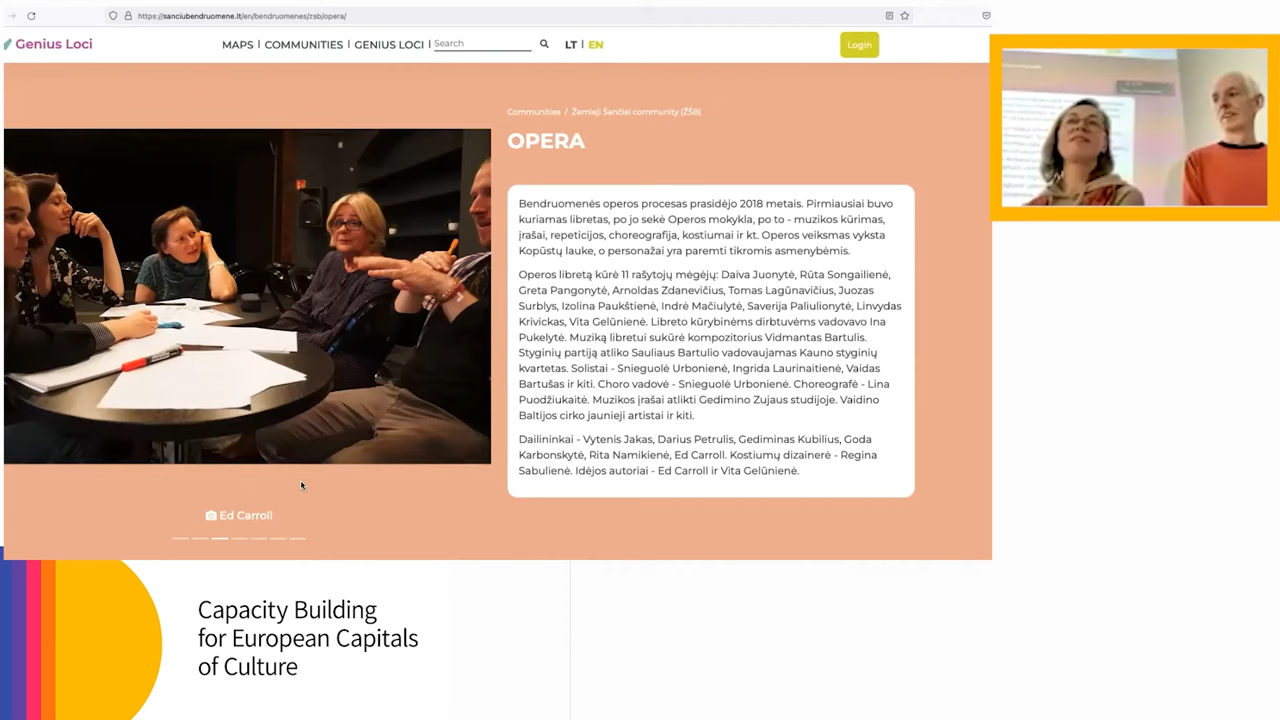 https://sanciubendruomene.lt/en/bendruomenes/zsb/opera/
Genius Loci
MAPS | COMMUNITIES | GENIUS LOCI | Search LT | EN
Login
Communities / Žemieji Šančiai community (ŽŠB)
OPERA
Bendruomenės operos procesas prasidėjo 2018 metais. Pirmiausiai buvo
kuriamas libretas, po jo sekė Operos mokykla, po to - muzikos kūrimas,
įrašai, repeticijos, choreografija, kostiumai ir kt. Operos veiksmas vyksta
Kopūstų lauke, o personažai yra paremti tikromis asmenybėmis.
Operos libretą kūrė 11 rašytojų mėgėjų: Daiva Juonytė, Rūta Songailienė,
Greta Pangonytė, Arnoldas Zdanevičius, Tomas Lagūnavičius, Juozas
Surblys, Izolina Paukštienė, Indrė Mačiulytė, Saverija Paliulionytė, Linvydas
Krivickas, Vita Gelūnienė. Libreto kūrybinėms dirbtuvėms vadovavo Ina
Pukelytė. Muziką libretui sukūrė kompozitorius Vidmantas Bartulis.
Styginių partiją atliko Sauliaus Bartulio vadovaujamas Kauno styginių
kvartetas. Solistai - Snieguolė Urbonienė, Ingrida Laurinaitienė, Vaidas
Bartušas ir kiti. Choro vadovė - Snieguolė Urbonienė. Choreografė - Lina
Puodžiukaitė. Muzikos įrašai atlikti Gedimino Zujaus studijoje. Vaidino
Baltijos cirko jaunieji artistai ir kiti.
Dailininkai - Vytenis Jakas, Darius Petrulis, Gediminas Kubilius, Goda
Karbonskytė, Rita Namikienė, Ed Carroll. Kostiumų dizainerė - Regina
Sabulienė. Idėjos autoriai - Ed Carroll ir Vita Gelūnienė.
Ed Carroll
Capacity Building
for European Capitals
of Culture